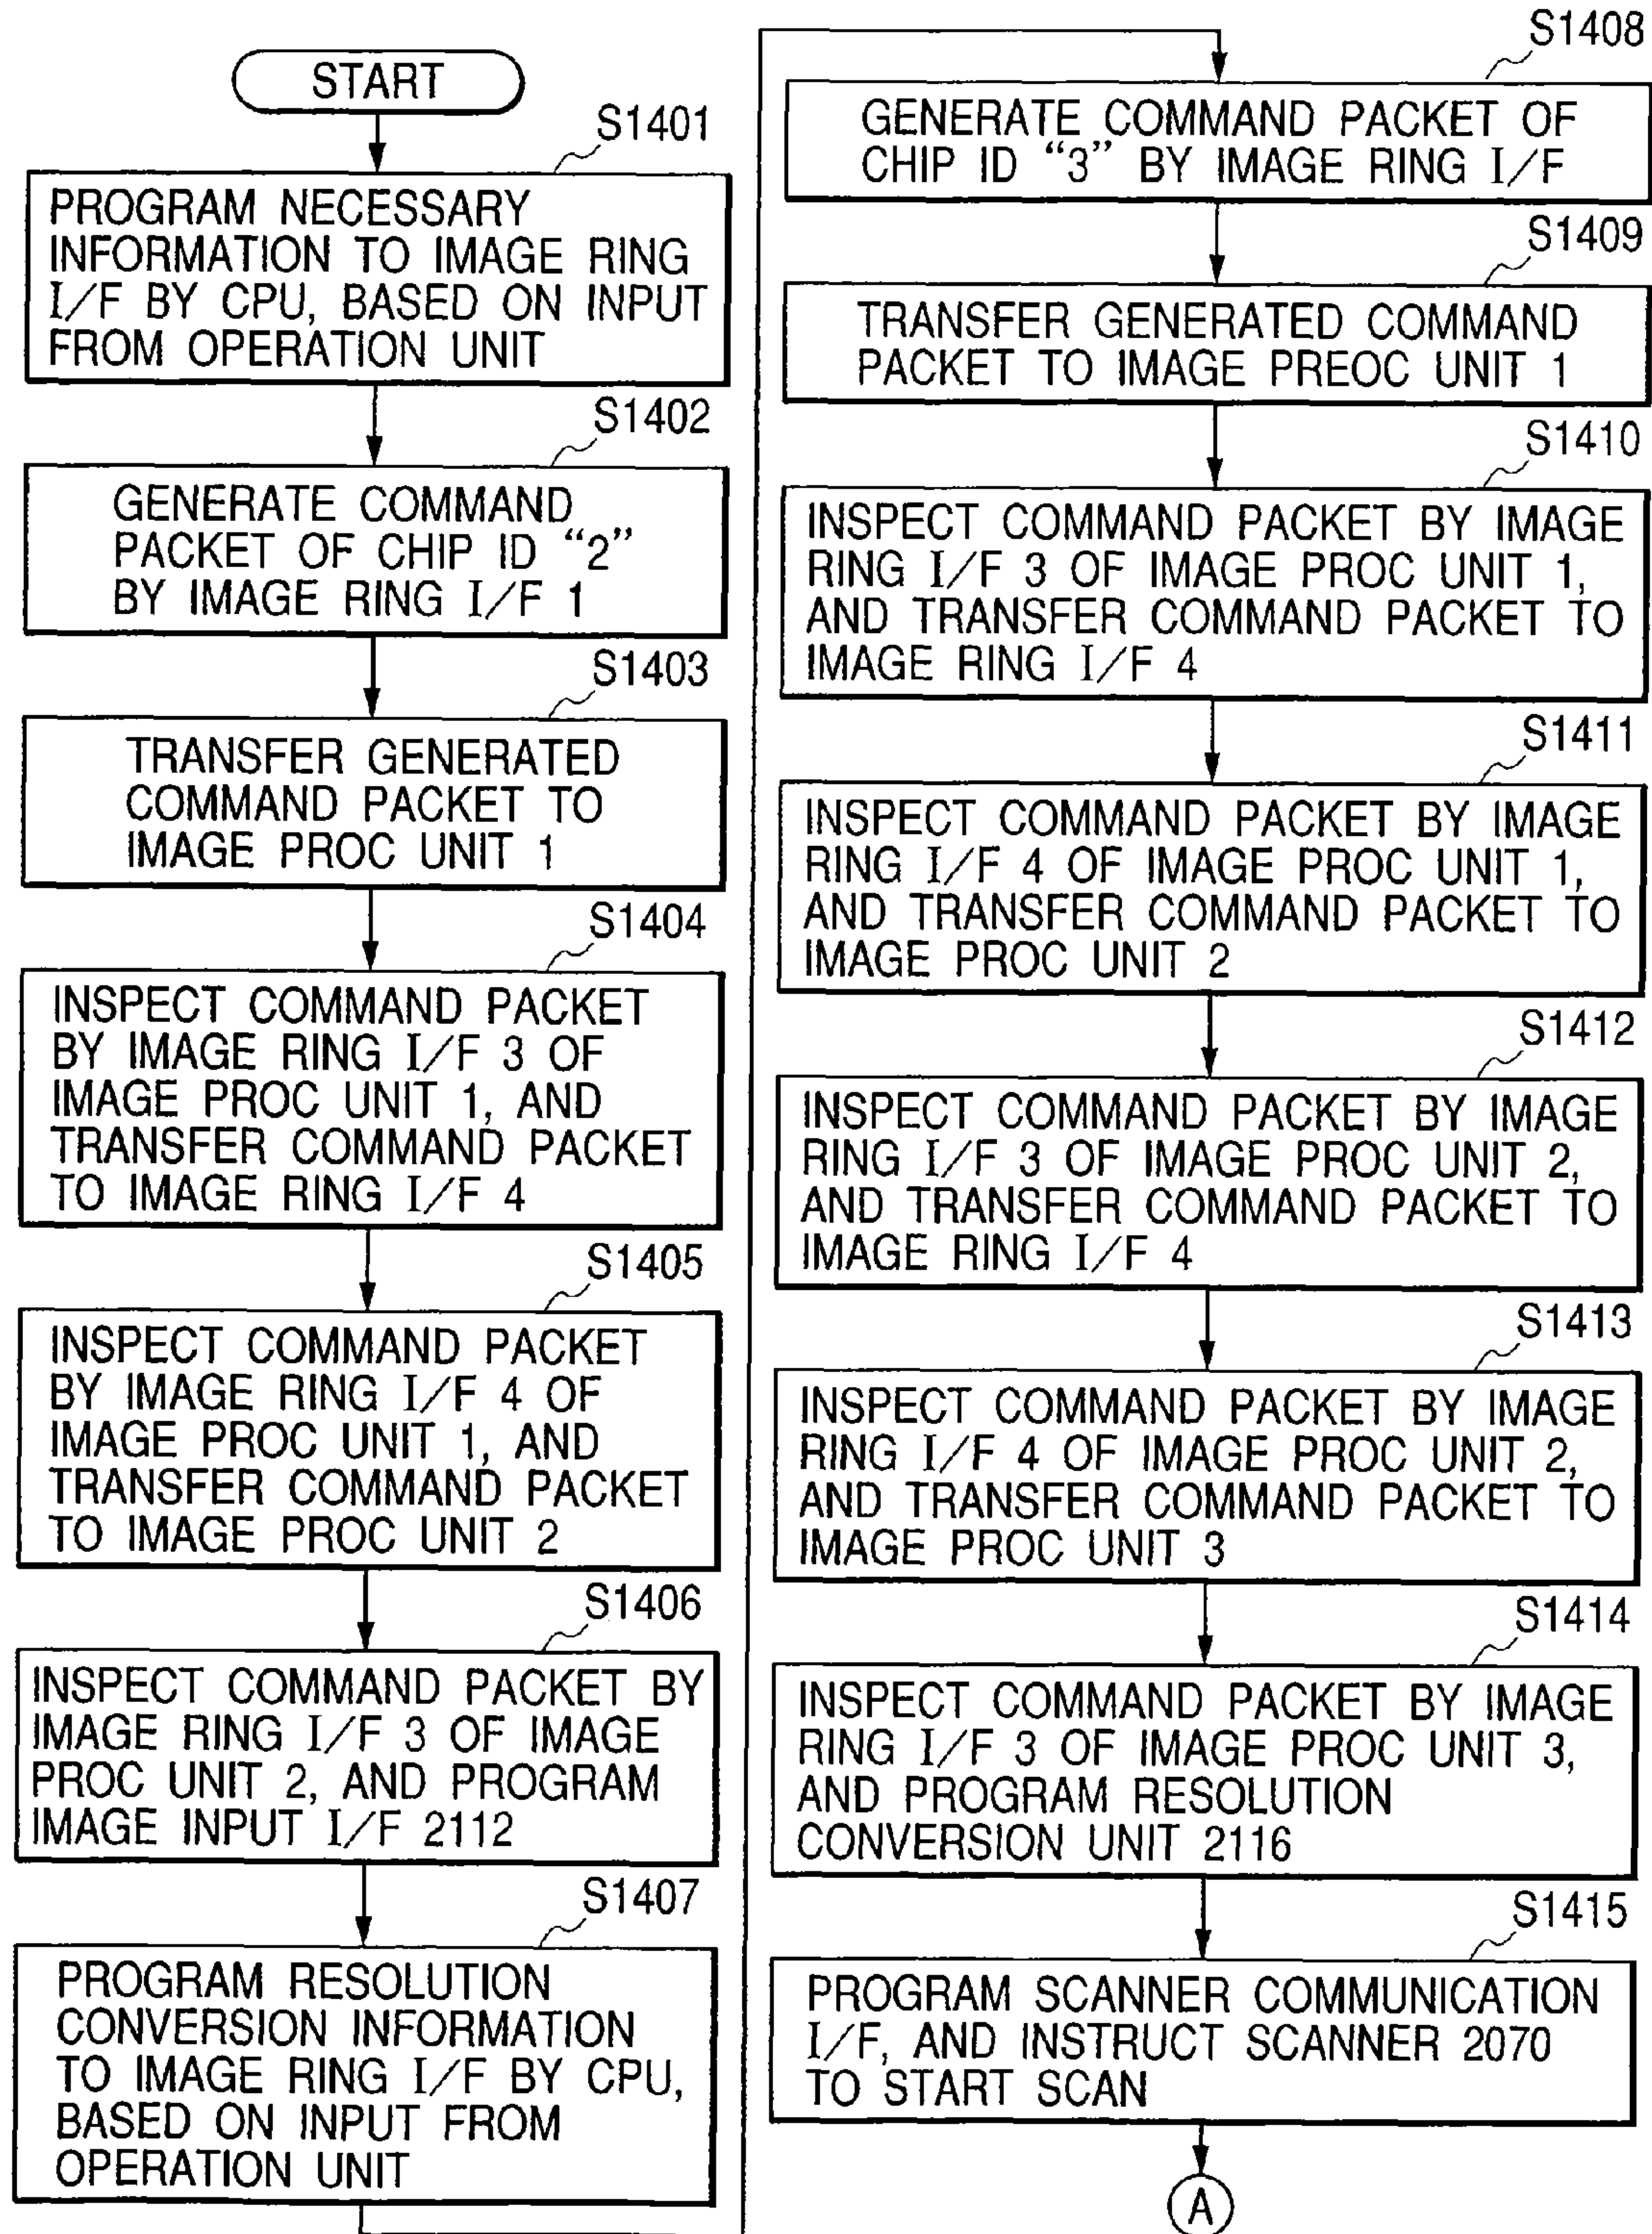 START
S1401
PROGRAM NECESSARY
INFORMATION TO IMAGE RING
I/F BY CPU, BASED ON INPUT
FROM OPERATION UNIT
S1402
GENERATE COMMAND
PACKET OF CHIP ID “2”
BY IMAGE RING I/F 1
S1403
TRANSFER GENERATED
COMMAND PACKET TO
IMAGE PROC UNIT 1
S1404
INSPECT COMMAND PACKET
BY IMAGE RING I/F 3 OF
IMAGE PROC UNIT 1, AND
TRANSFER COMMAND PACKET
TO IMAGE RING I/F 4
S1405
INSPECT COMMAND PACKET
BY IMAGE RING I/F 4 OF
IMAGE PROC UNIT 1, AND
TRANSFER COMMAND PACKET
TO IMAGE PROC UNIT 2
S1406
INSPECT COMMAND PACKET BY
IMAGE RING I/F 3 OF IMAGE
PROC UNIT 2, AND PROGRAM
IMAGE INPUT I/F 2112
S1407
PROGRAM RESOLUTION
CONVERSION INFORMATION
TO IMAGE RING I/F BY CPU,
BASED ON INPUT FROM
OPERATION UNIT
S1408
GENERATE COMMAND PACKET OF
CHIP ID “3” BY IMAGE RING I/F
S1409
TRANSFER GENERATED COMMAND
PACKET TO IMAGE PREOC UNIT 1
S1410
INSPECT COMMAND PACKET BY IMAGE
RING I/F 3 OF IMAGE PROC UNIT 1,
AND TRANSFER COMMAND PACKET TO
IMAGE RING I/F 4
S1411
INSPECT COMMAND PACKET BY IMAGE
RING I/F 4 OF IMAGE PROC UNIT 1,
AND TRANSFER COMMAND PACKET TO
IMAGE PROC UNIT 2
S1412
INSPECT COMMAND PACKET BY IMAGE
RING I/F 3 OF IMAGE PROC UNIT 2,
AND TRANSFER COMMAND PACKET TO
IMAGE RING I/F 4
S1413
INSPECT COMMAND PACKET BY IMAGE
RING I/F 4 OF IMAGE PROC UNIT 2,
AND TRANSFER COMMAND PACKET TO
IMAGE PROC UNIT 3
S1414
INSPECT COMMAND PACKET BY IMAGE
RING I/F 3 OF IMAGE PROC UNIT 3,
AND PROGRAM RESOLUTION
CONVERSION UNIT 2116
S1415
PROGRAM SCANNER COMMUNICATION
I/F, AND INSTRUCT SCANNER 2070
TO START SCAN
A